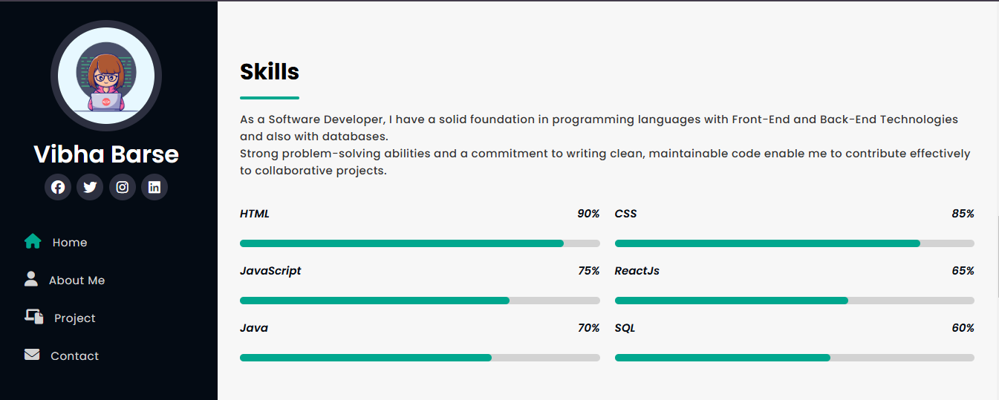 Vibha Barse
Home
About Me
Project
Contact
Skills
As a Software Developer, I have a solid foundation in programming languages with Front-End and Back-End Technologies
and also with databases.
Strong problem-solving abilities and a commitment to writing clean, maintainable code enable me to contribute effectively
to collaborative projects.
HTML 90% CSS 85%
JavaScript 75% ReactJs 65%
Java 70% SQL 60%